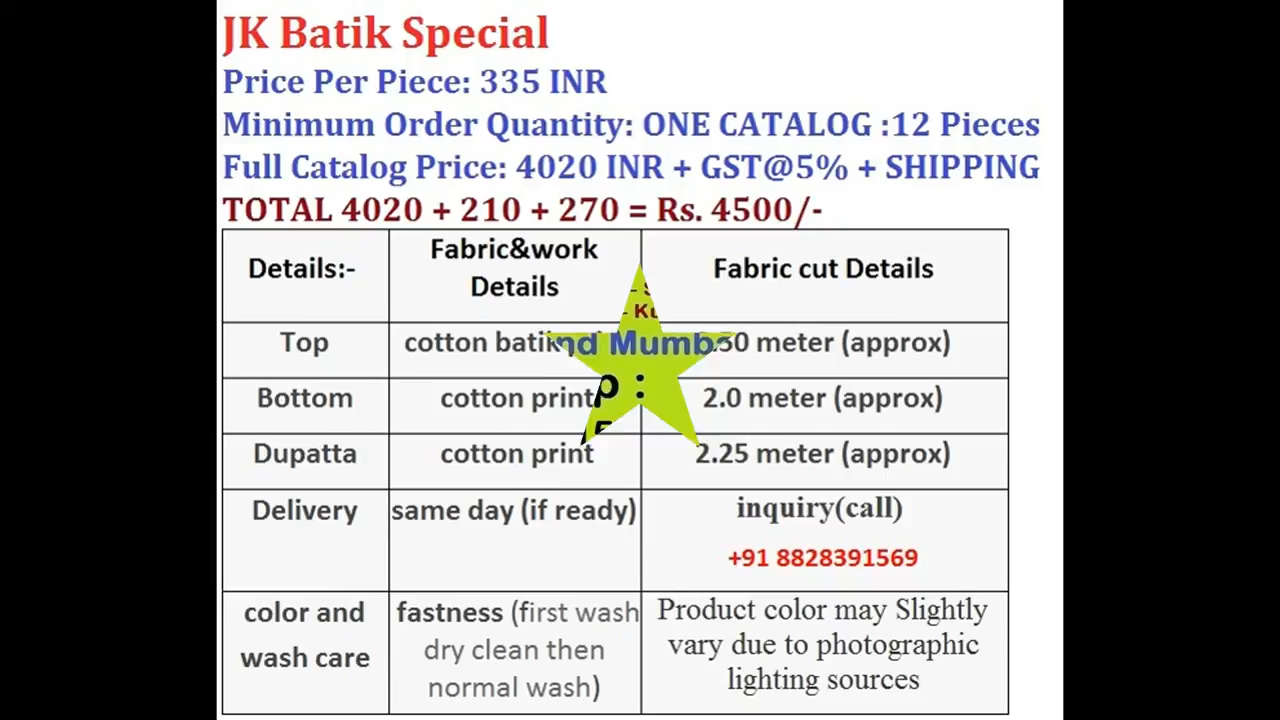 JK Batik Special
Price Per Piece: 335 INR
Minimum Order Quantity: ONE CATALOG :12 Pieces
Full Catalog Price: 4020 INR + GST@5% + SHIPPING
TOTAL 4020 + 210 + 270 = Rs. 4500/-
Details:-
Fabric&work
Details
Fabric cut Details
Top
cotton batik
50 meter (approx)
Bottom
cotton print
2.0 meter (approx)
Dupatta
cotton print
2.25 meter (approx)
Delivery
same day (if ready)
inquiry(call)
+91 8828391569
color and
wash care
fastness (first wash
dry clean then
normal wash)
Product color may Slightly
vary due to photographic
lighting sources